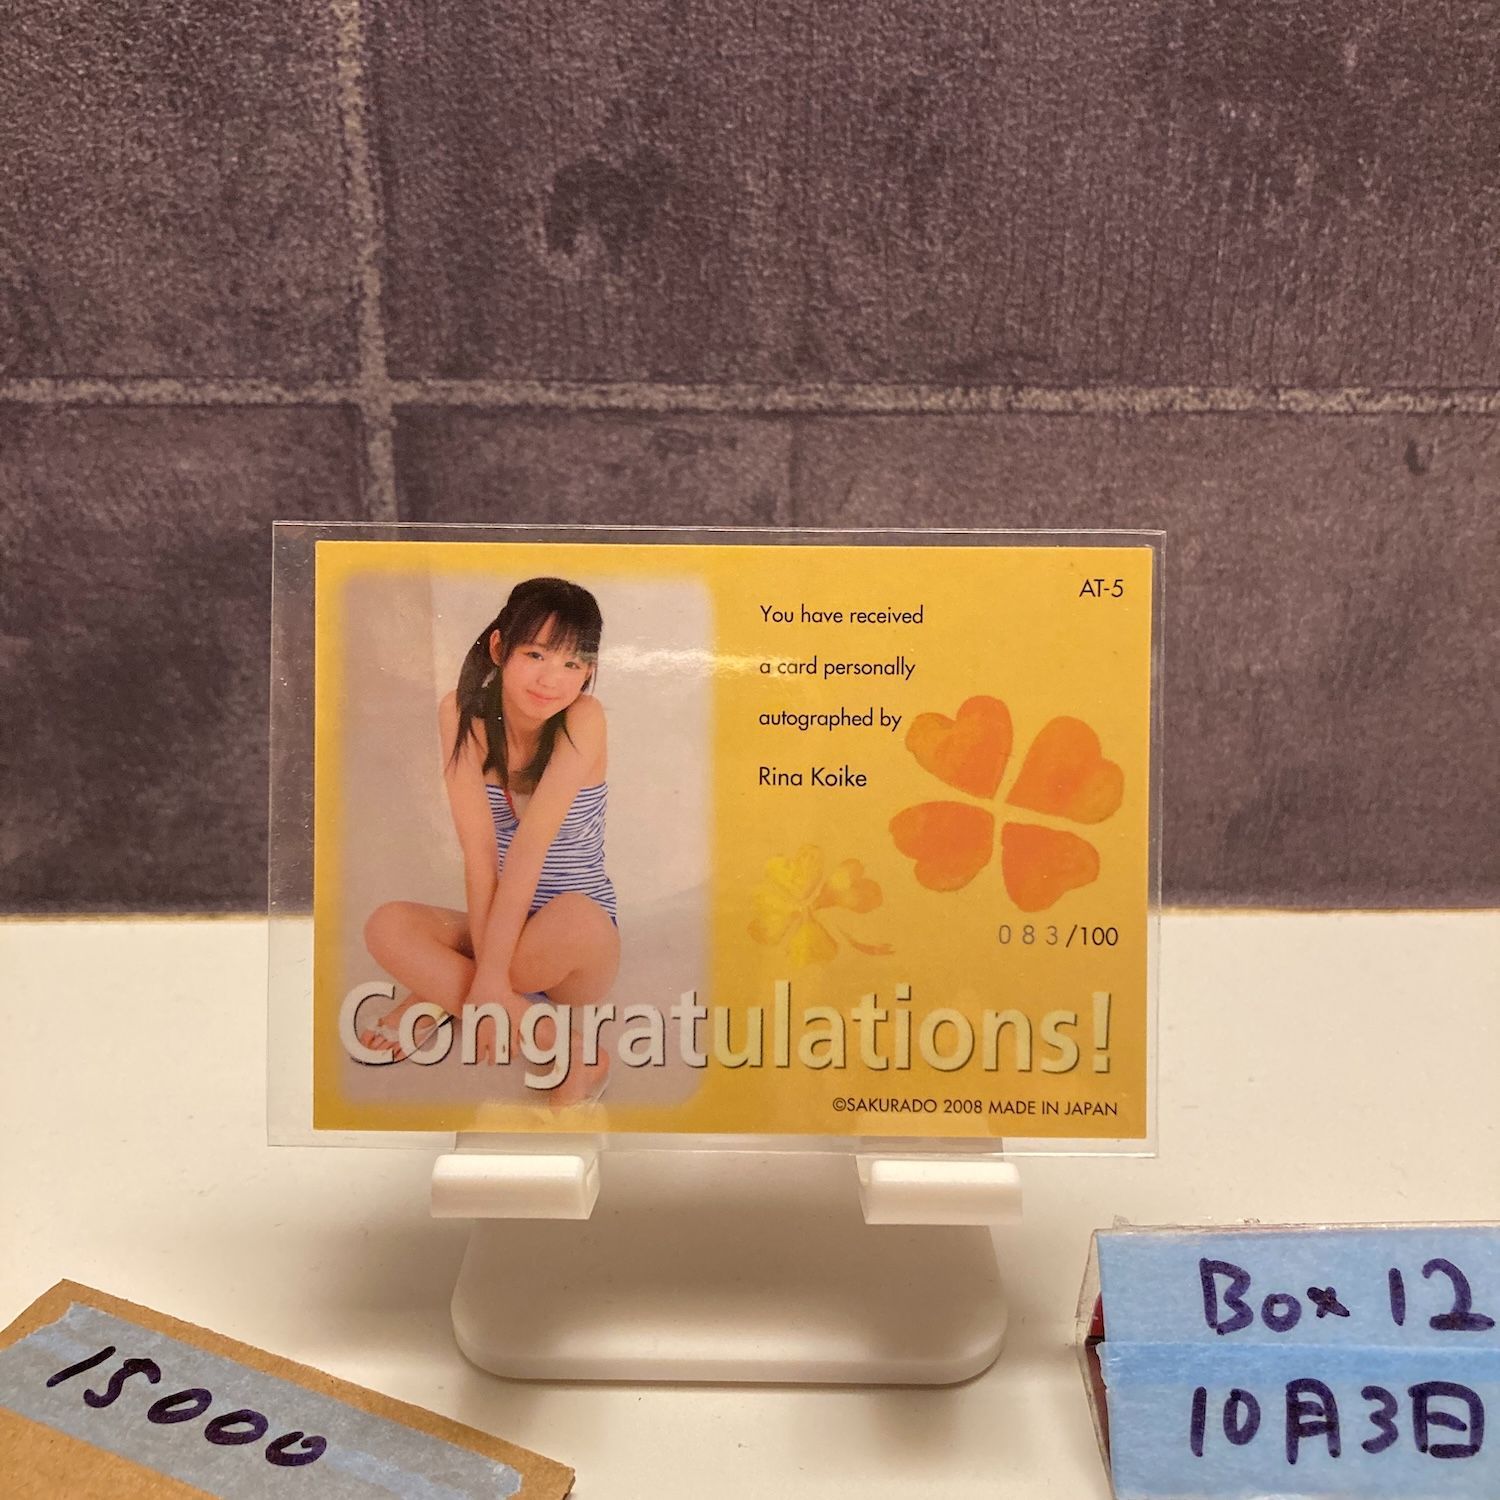 AT-5
You have received
a card personally
autographed by
Rina Koike
083/100
Congratulations!
©SAKURADO 2008 MADE IN JAPAN
15000
Box 12
10月3日